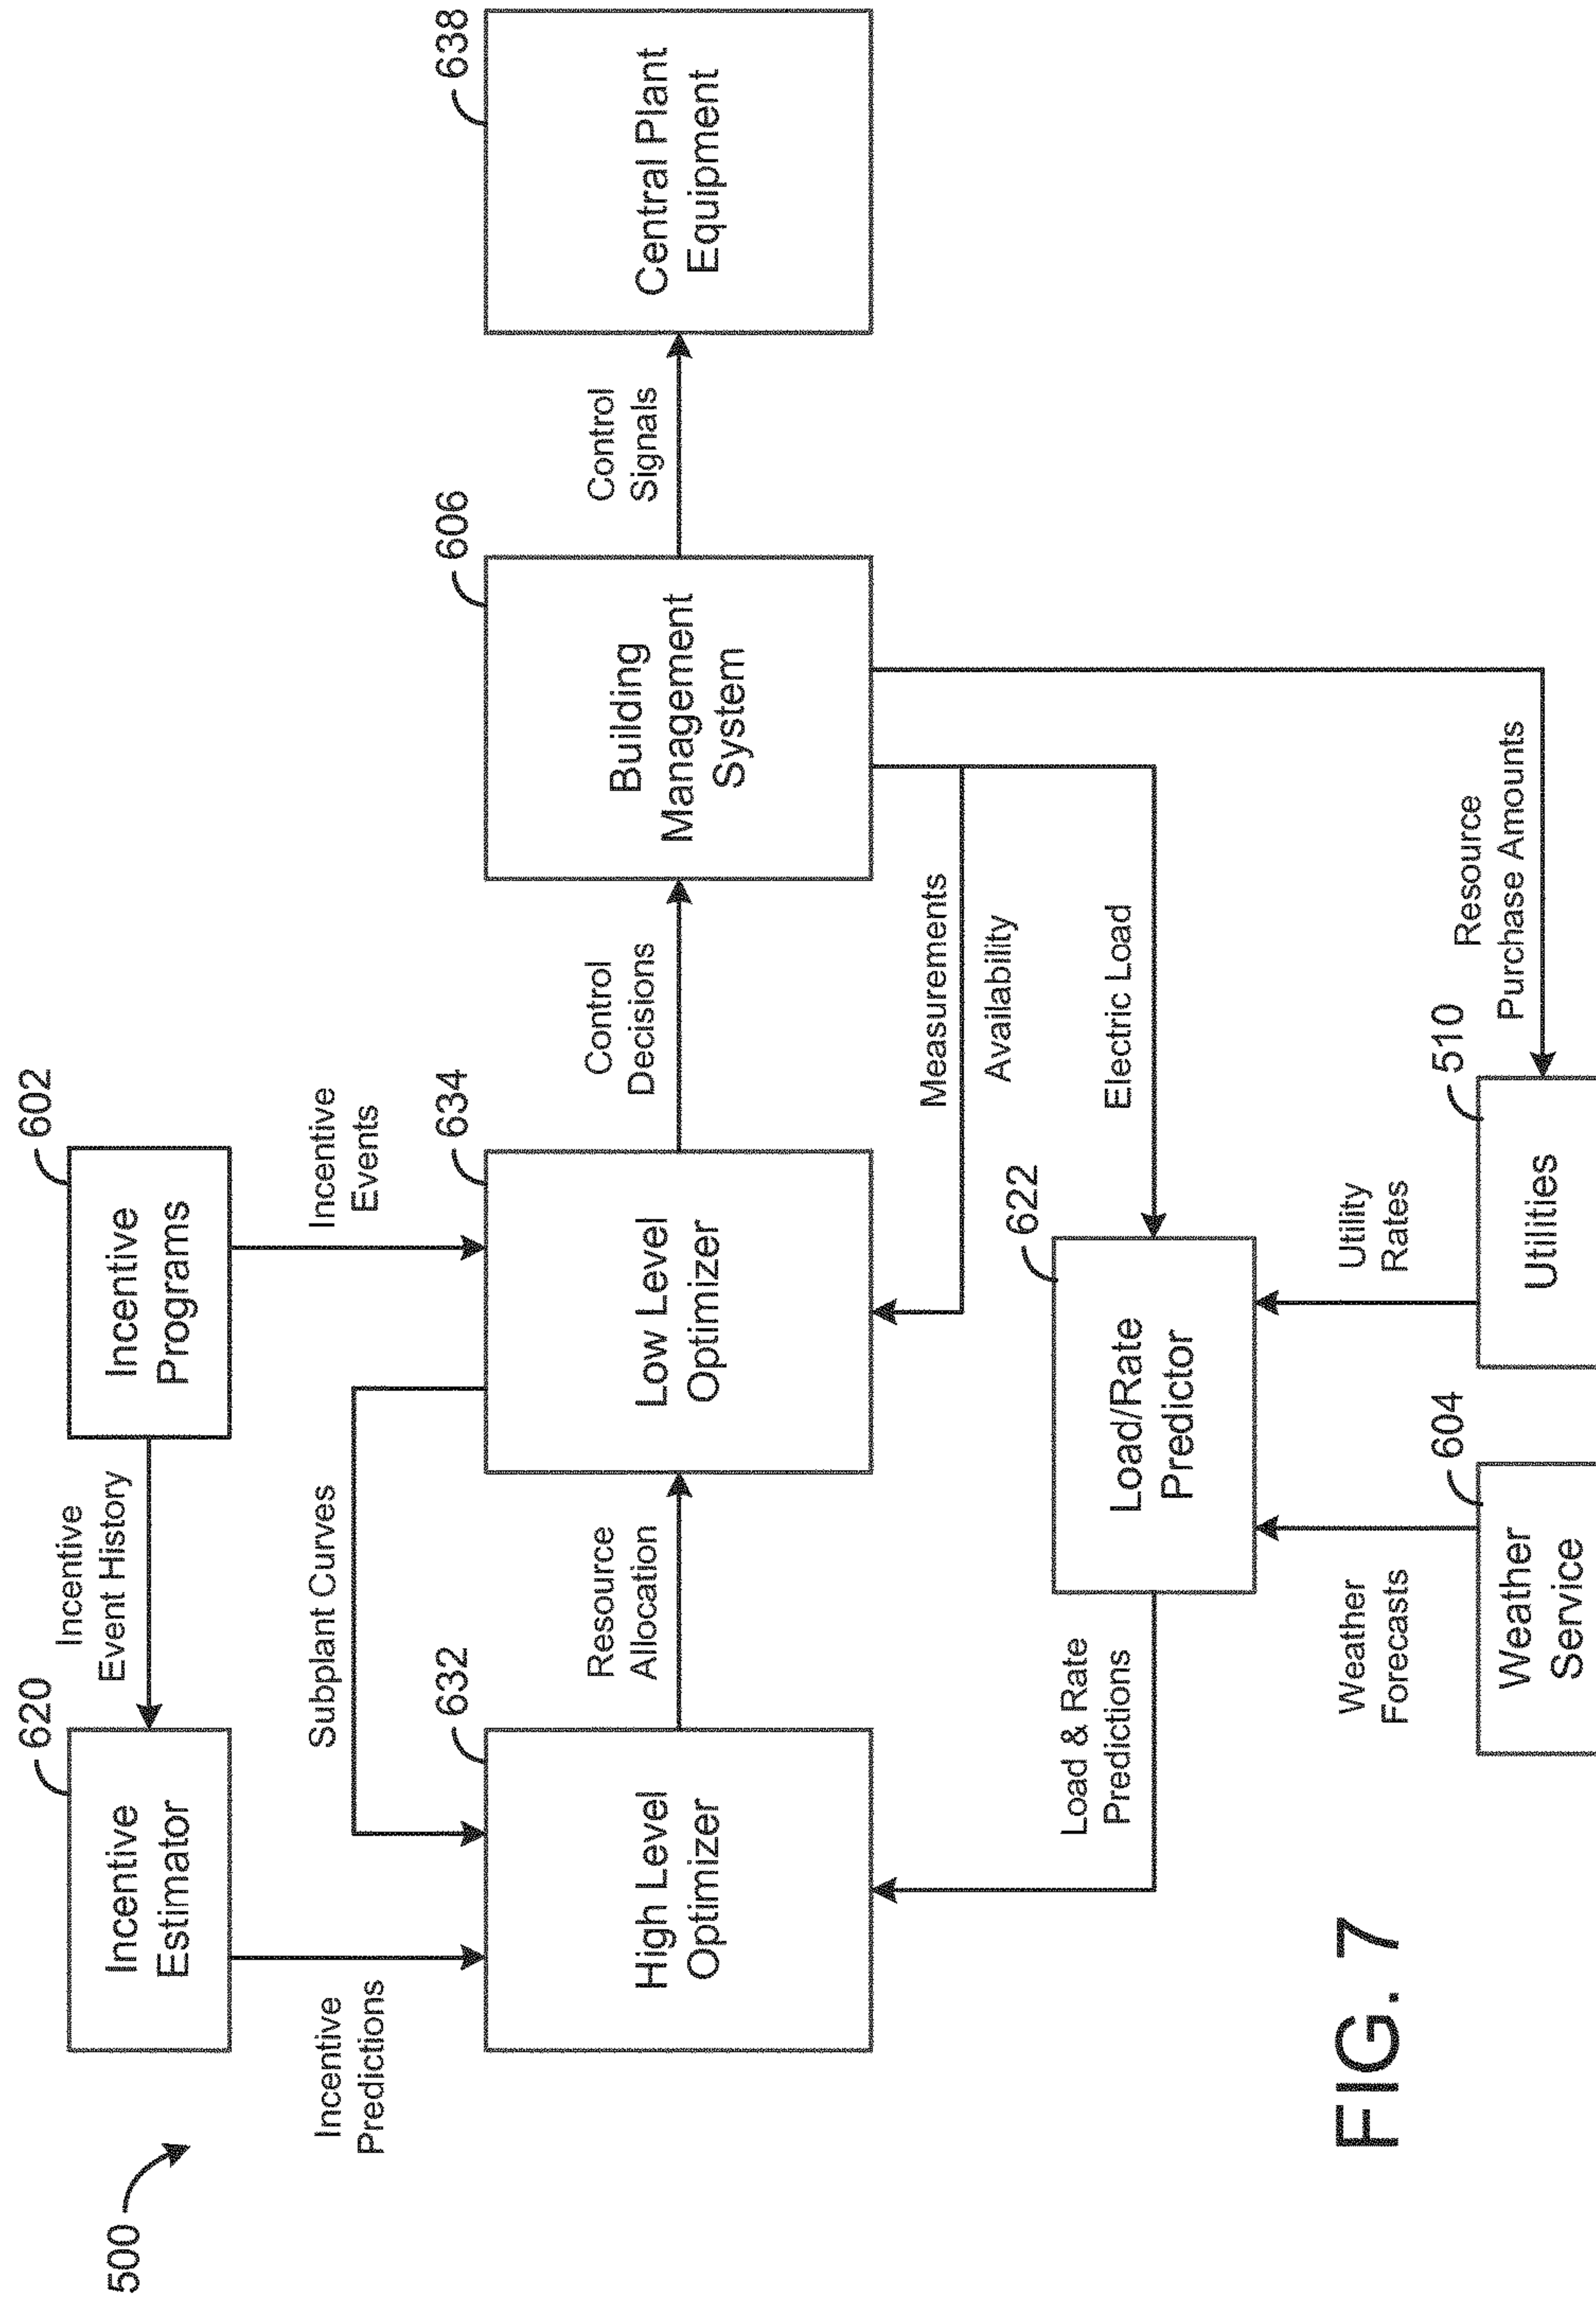 500
620
Incentive
Estimator
Incentive
Event History
602
Incentive
Programs
Incentive
Predictions
Subplant Curves
Incentive
Events
632
High Level
Optimizer
Resource
Allocation
634
Low Level
Optimizer
Control
Decisions
606
Building
Management
System
Control
Signals
638
Central Plant
Equipment
Measurements
Availability
Load & Rate
Predictions
622
Load/Rate
Predictor
Electric Load
Weather
Forecasts
Utility
Rates
Resource
Purchase Amounts
604
Weather
Service
510
Utilities
FIG. 7